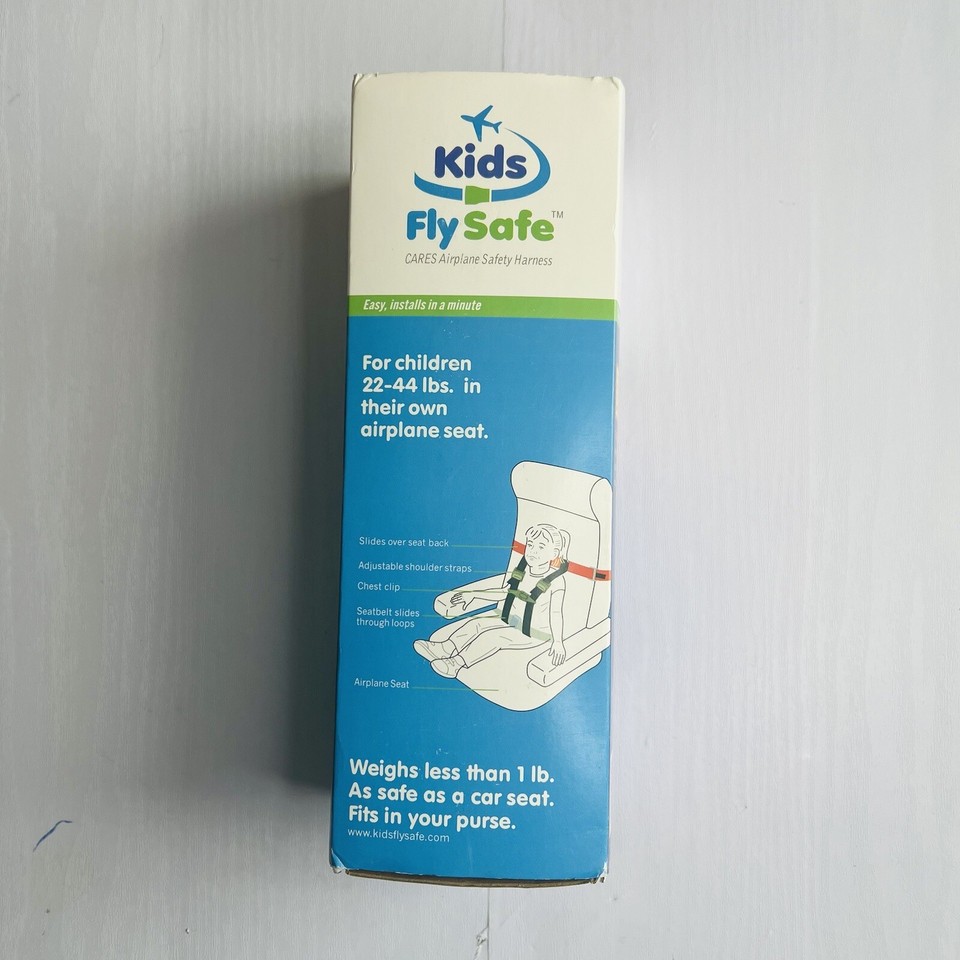 Kids
Fly Safe™
CARES Airplane Safety Harness
Easy, installs in a minute
For children
22-44 lbs. in
their own
airplane seat.
Slides over seat back
Adjustable shoulder straps
Chest clip
Seatbelt slides
through loops
Airplane Seat
Weighs less than 1 lb.
As safe as a car seat.
Fits in your purse.
www.kidsflysafe.com